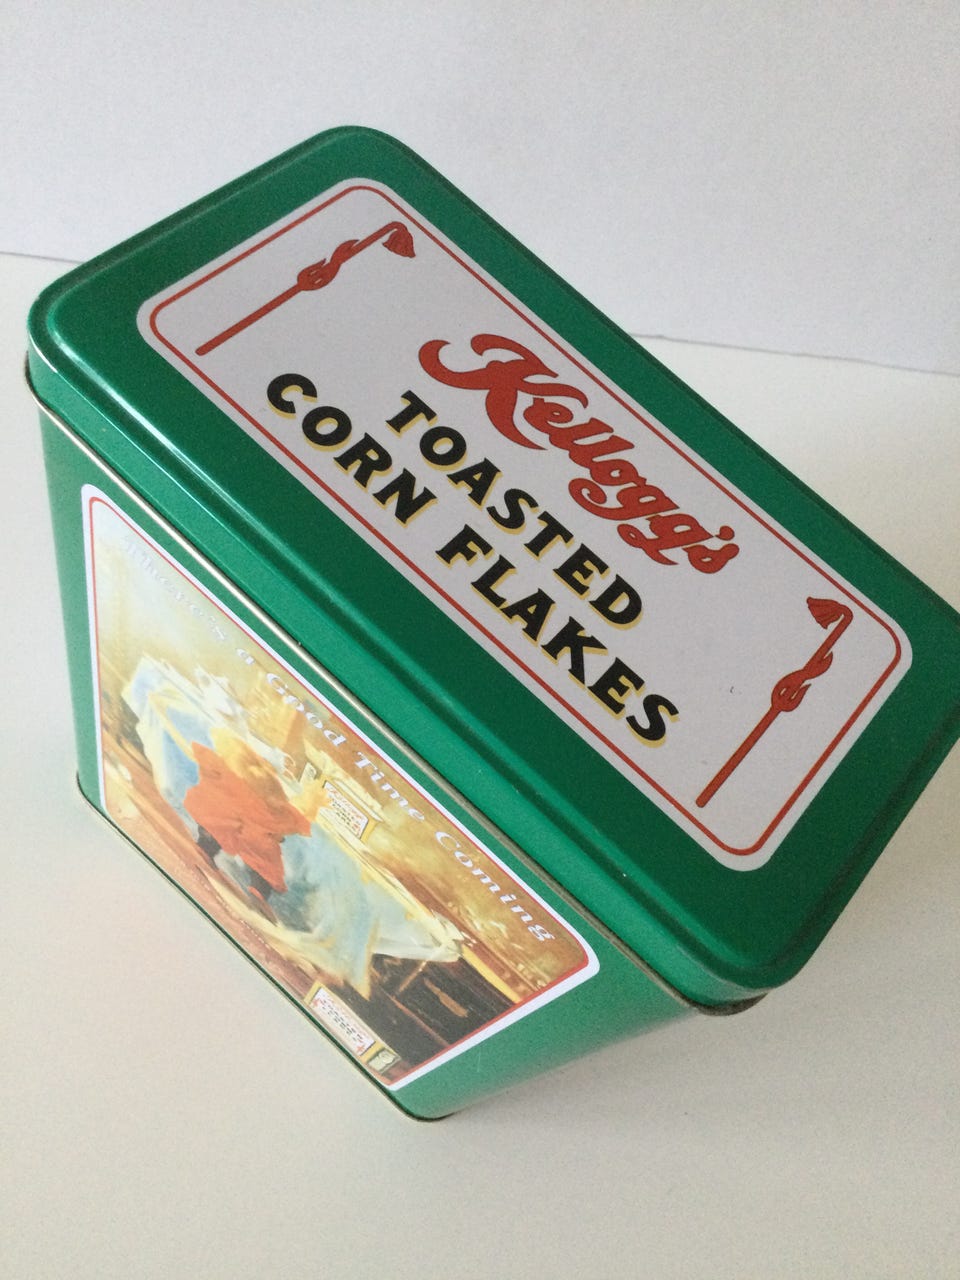 Kellogg's
TOASTED
CORN FLAKES
There's a Good Time Coming